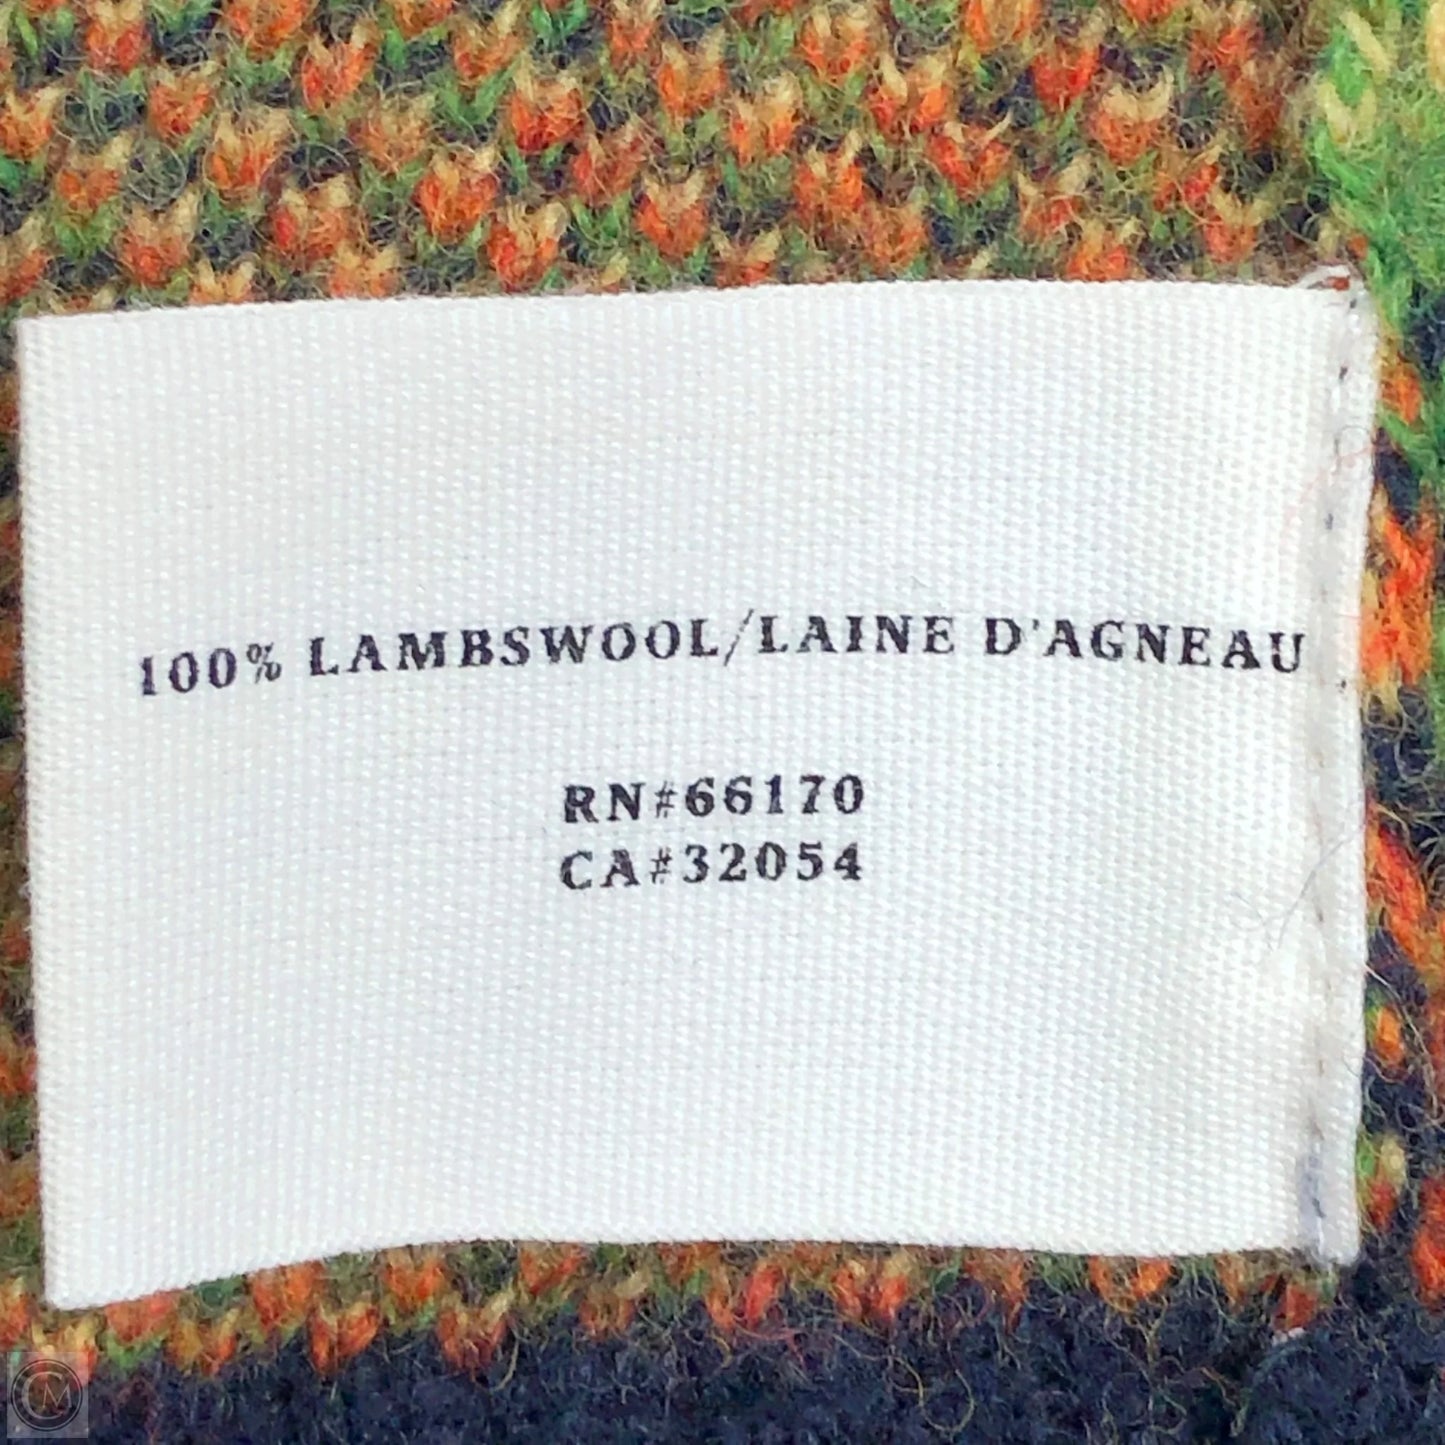 100% LAMBSWOOL/LAINE D'AGNEAU
RN#66170
CA#32054